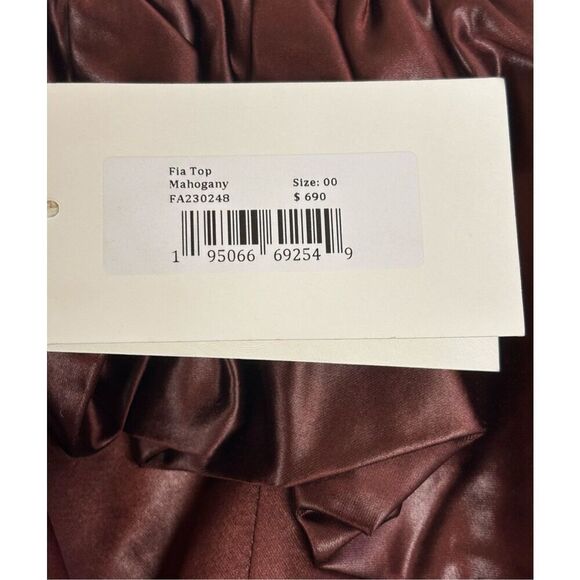 Fia Top
Mahogany Size: 00
FA230248 $ 690
1 95066 69254 9